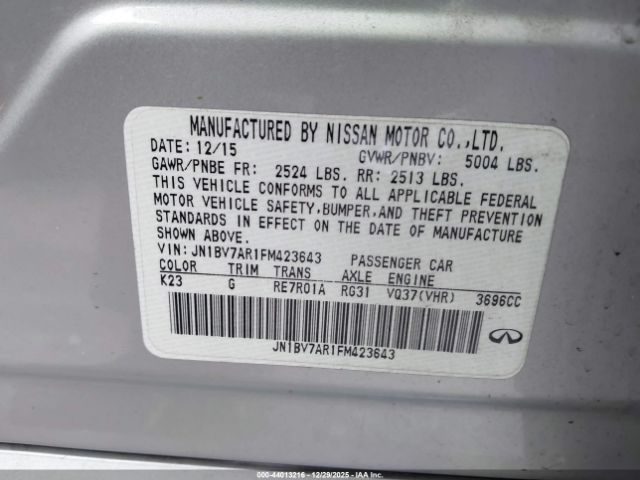 MANUFACTURED BY NISSAN MOTOR CO.,LTD.
DATE: 12/15 GVWR/PNBV: 5004 LBS.
GAWR/PNBE FR: 2524 LBS. RR: 2513 LBS.
THIS VEHICLE CONFORMS TO ALL APPLICABLE FEDERAL
MOTOR VEHICLE SAFETY,BUMPER,AND THEFT PREVENTION
STANDARDS IN EFFECT ON THE DATE OF MANUFACTURE
SHOWN ABOVE.
VIN: JN1BV7AR1FM423643 PASSENGER CAR
COLOR TRIM TRANS AXLE ENGINE
K23 G RE7R01A RG31 VQ37(VHR) 3696CC
JN1BV7AR1FM423643
©IAA 44013216 - 12/29/2025 - IAAI.COM